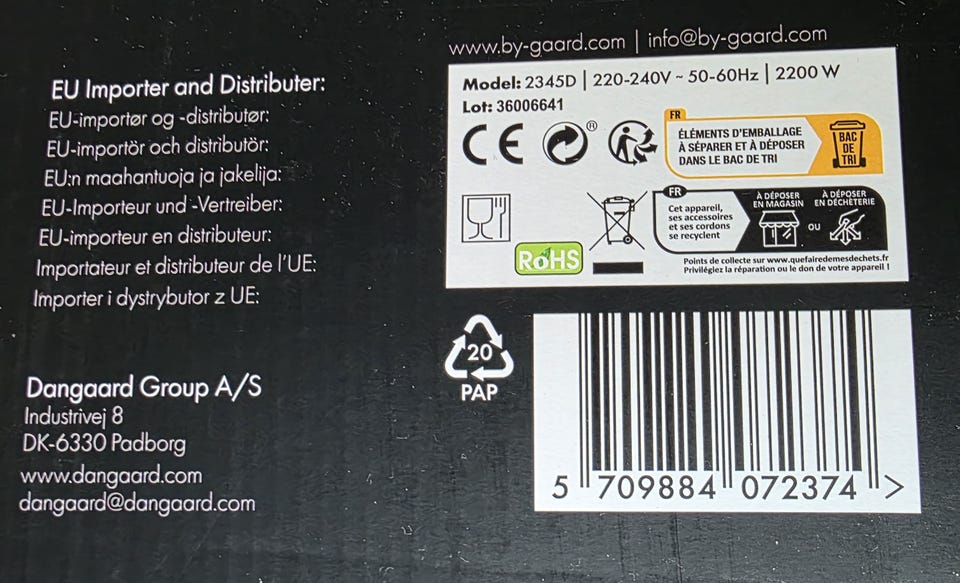 EU Importer and Distributer:
EU-importør og -distributør:
EU-importör och distributör:
EU:n maahantuoja ja jakelija:
EU-Importeur und -Vertreiber:
EU-importeur en distributeur:
Importateur et distributeur de l'UE:
Importer i dystrybutor z UE:
Dangaard Group A/S
Industrivej 8
DK-6330 Padborg
www.dangaard.com
dangaard@dangaard.com
www.by-gaard.com | info@by-gaard.com
Model: 2345D | 220-240V ~ 50-60Hz | 2200 W
Lot: 36006641
CE
®
FR
ÉLÉMENTS D'EMBALLAGE
À SÉPARER ET À DÉPOSER
DANS LE BAC DE TRI
BAC
DE
TRI
RoHS
FR
Cet appareil,
ses accessoires
et ses cordons
se recyclent
À DÉPOSER
EN MAGASIN
OU
À DÉPOSER
EN DÉCHÈTERIE
Points de collecte sur www.quefairedemesdechets.fr
Privilégiez la réparation ou le don de votre appareil !
20
PAP
5 709884 072374 >